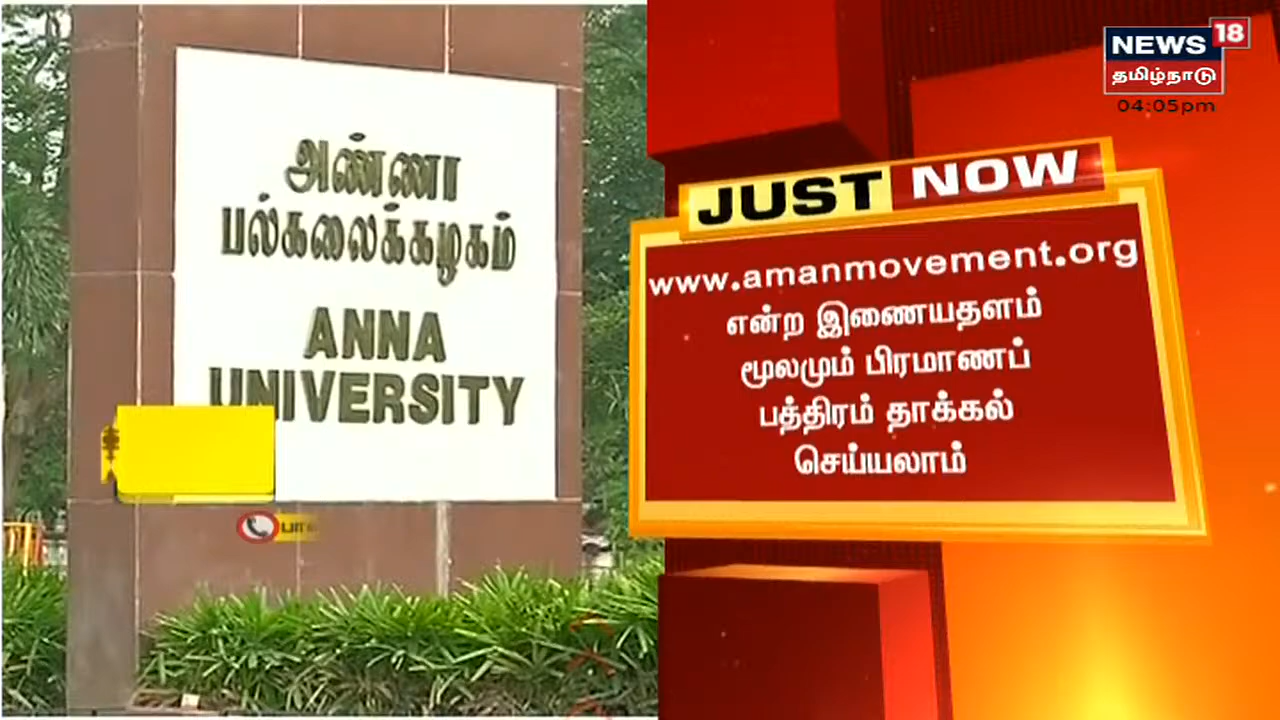 அண்ணா
பல்கலைக்கழகம்
ANNA
UNIVERSITY
NEWS 18
தமிழ்நாடு
04:05pm
JUST NOW
www.amanmovement.org
என்ற இணையதளம்
மூலமும் பிரமாணப்
பத்திரம் தாக்கல்
செய்யலாம்